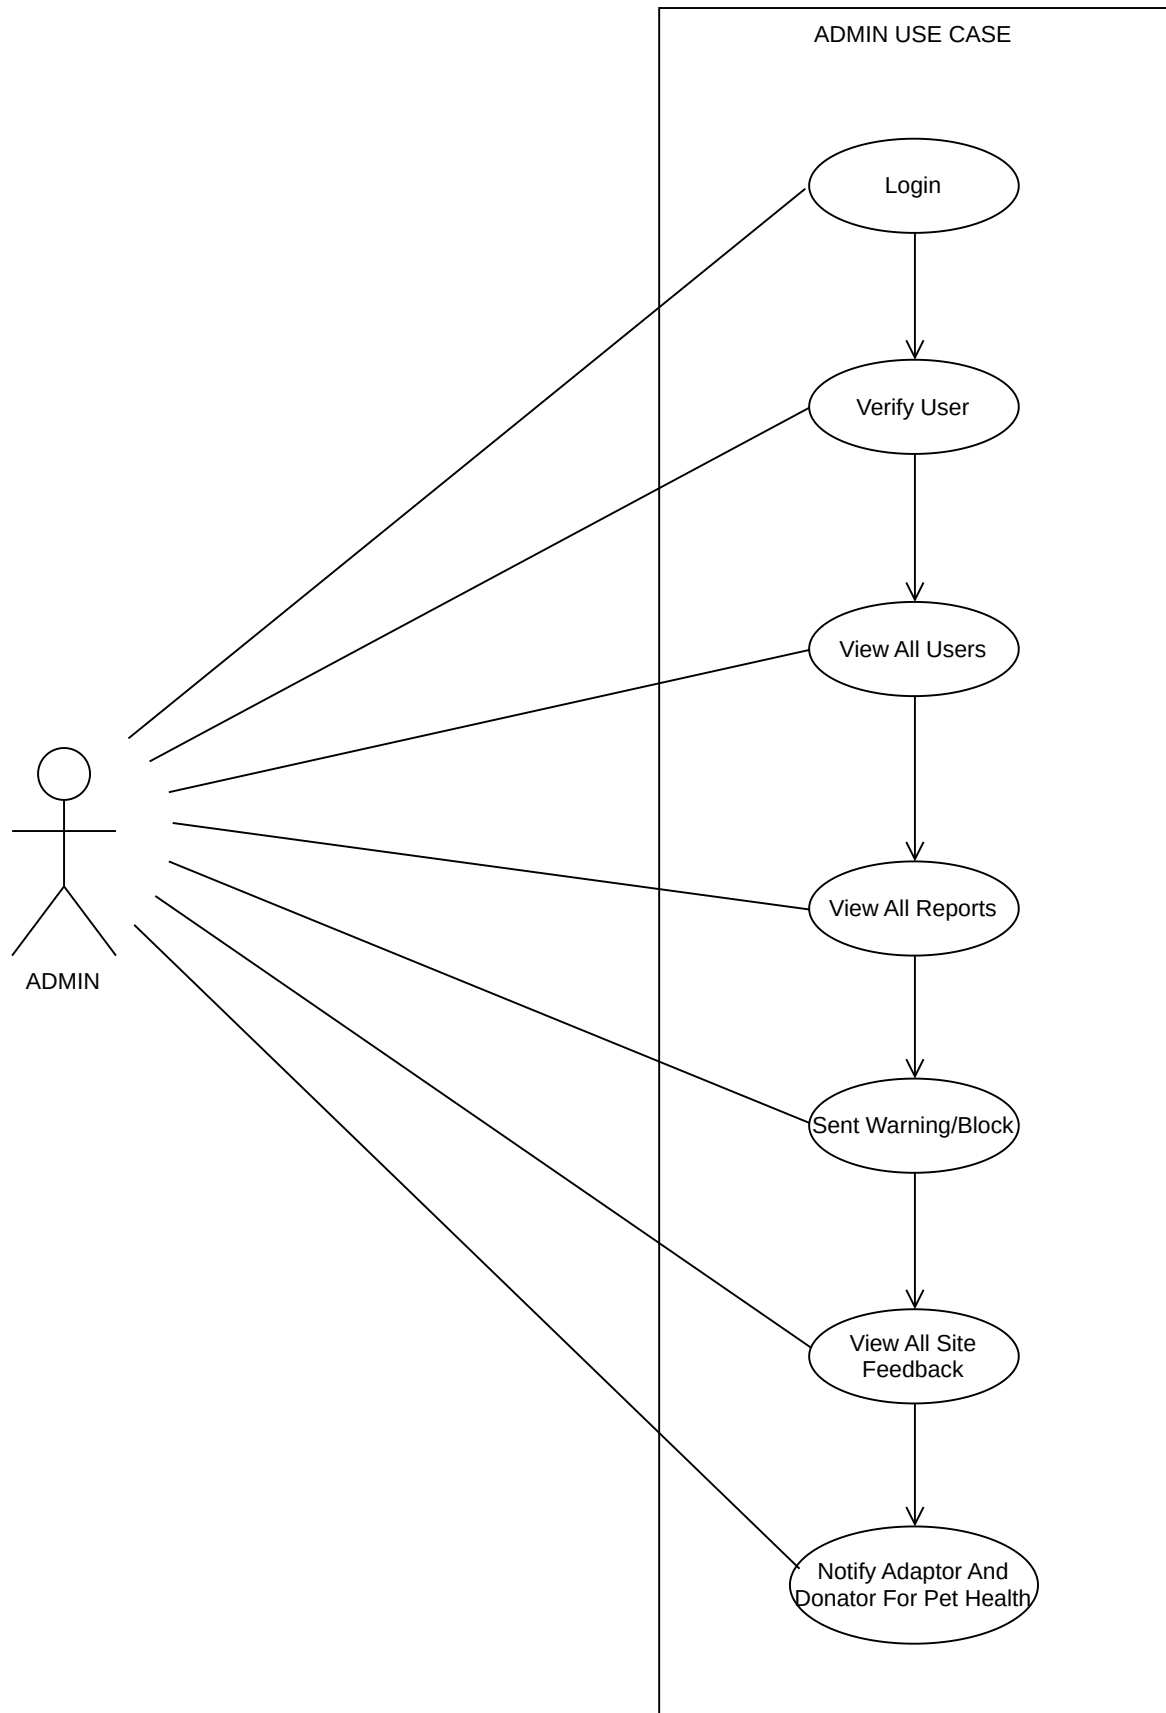 ADMIN USE CASE
Login
Verify User
View All Users
View All Reports
ADMIN
Sent Warning/Block
View All Site
Feedback
Notify Adaptor And
Donator For Pet Health